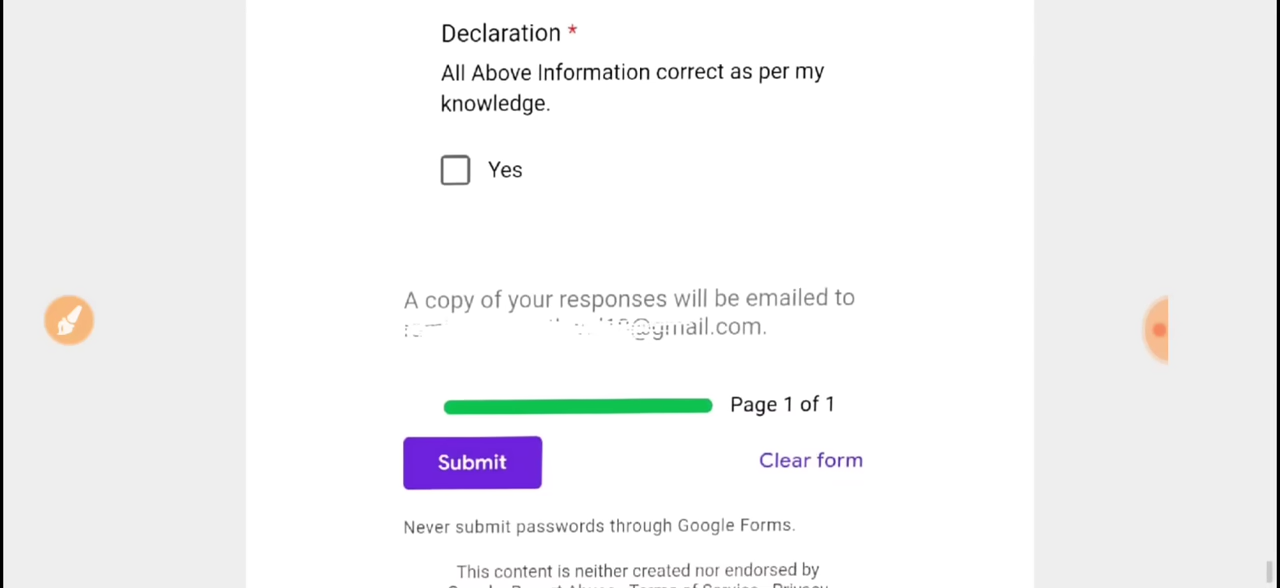 Declaration *
All Above Information correct as per my
knowledge.
Yes
A copy of your responses will be emailed to
@gmail.com.
Page 1 of 1
Submit
Clear form
Never submit passwords through Google Forms.
This content is neither created nor endorsed by